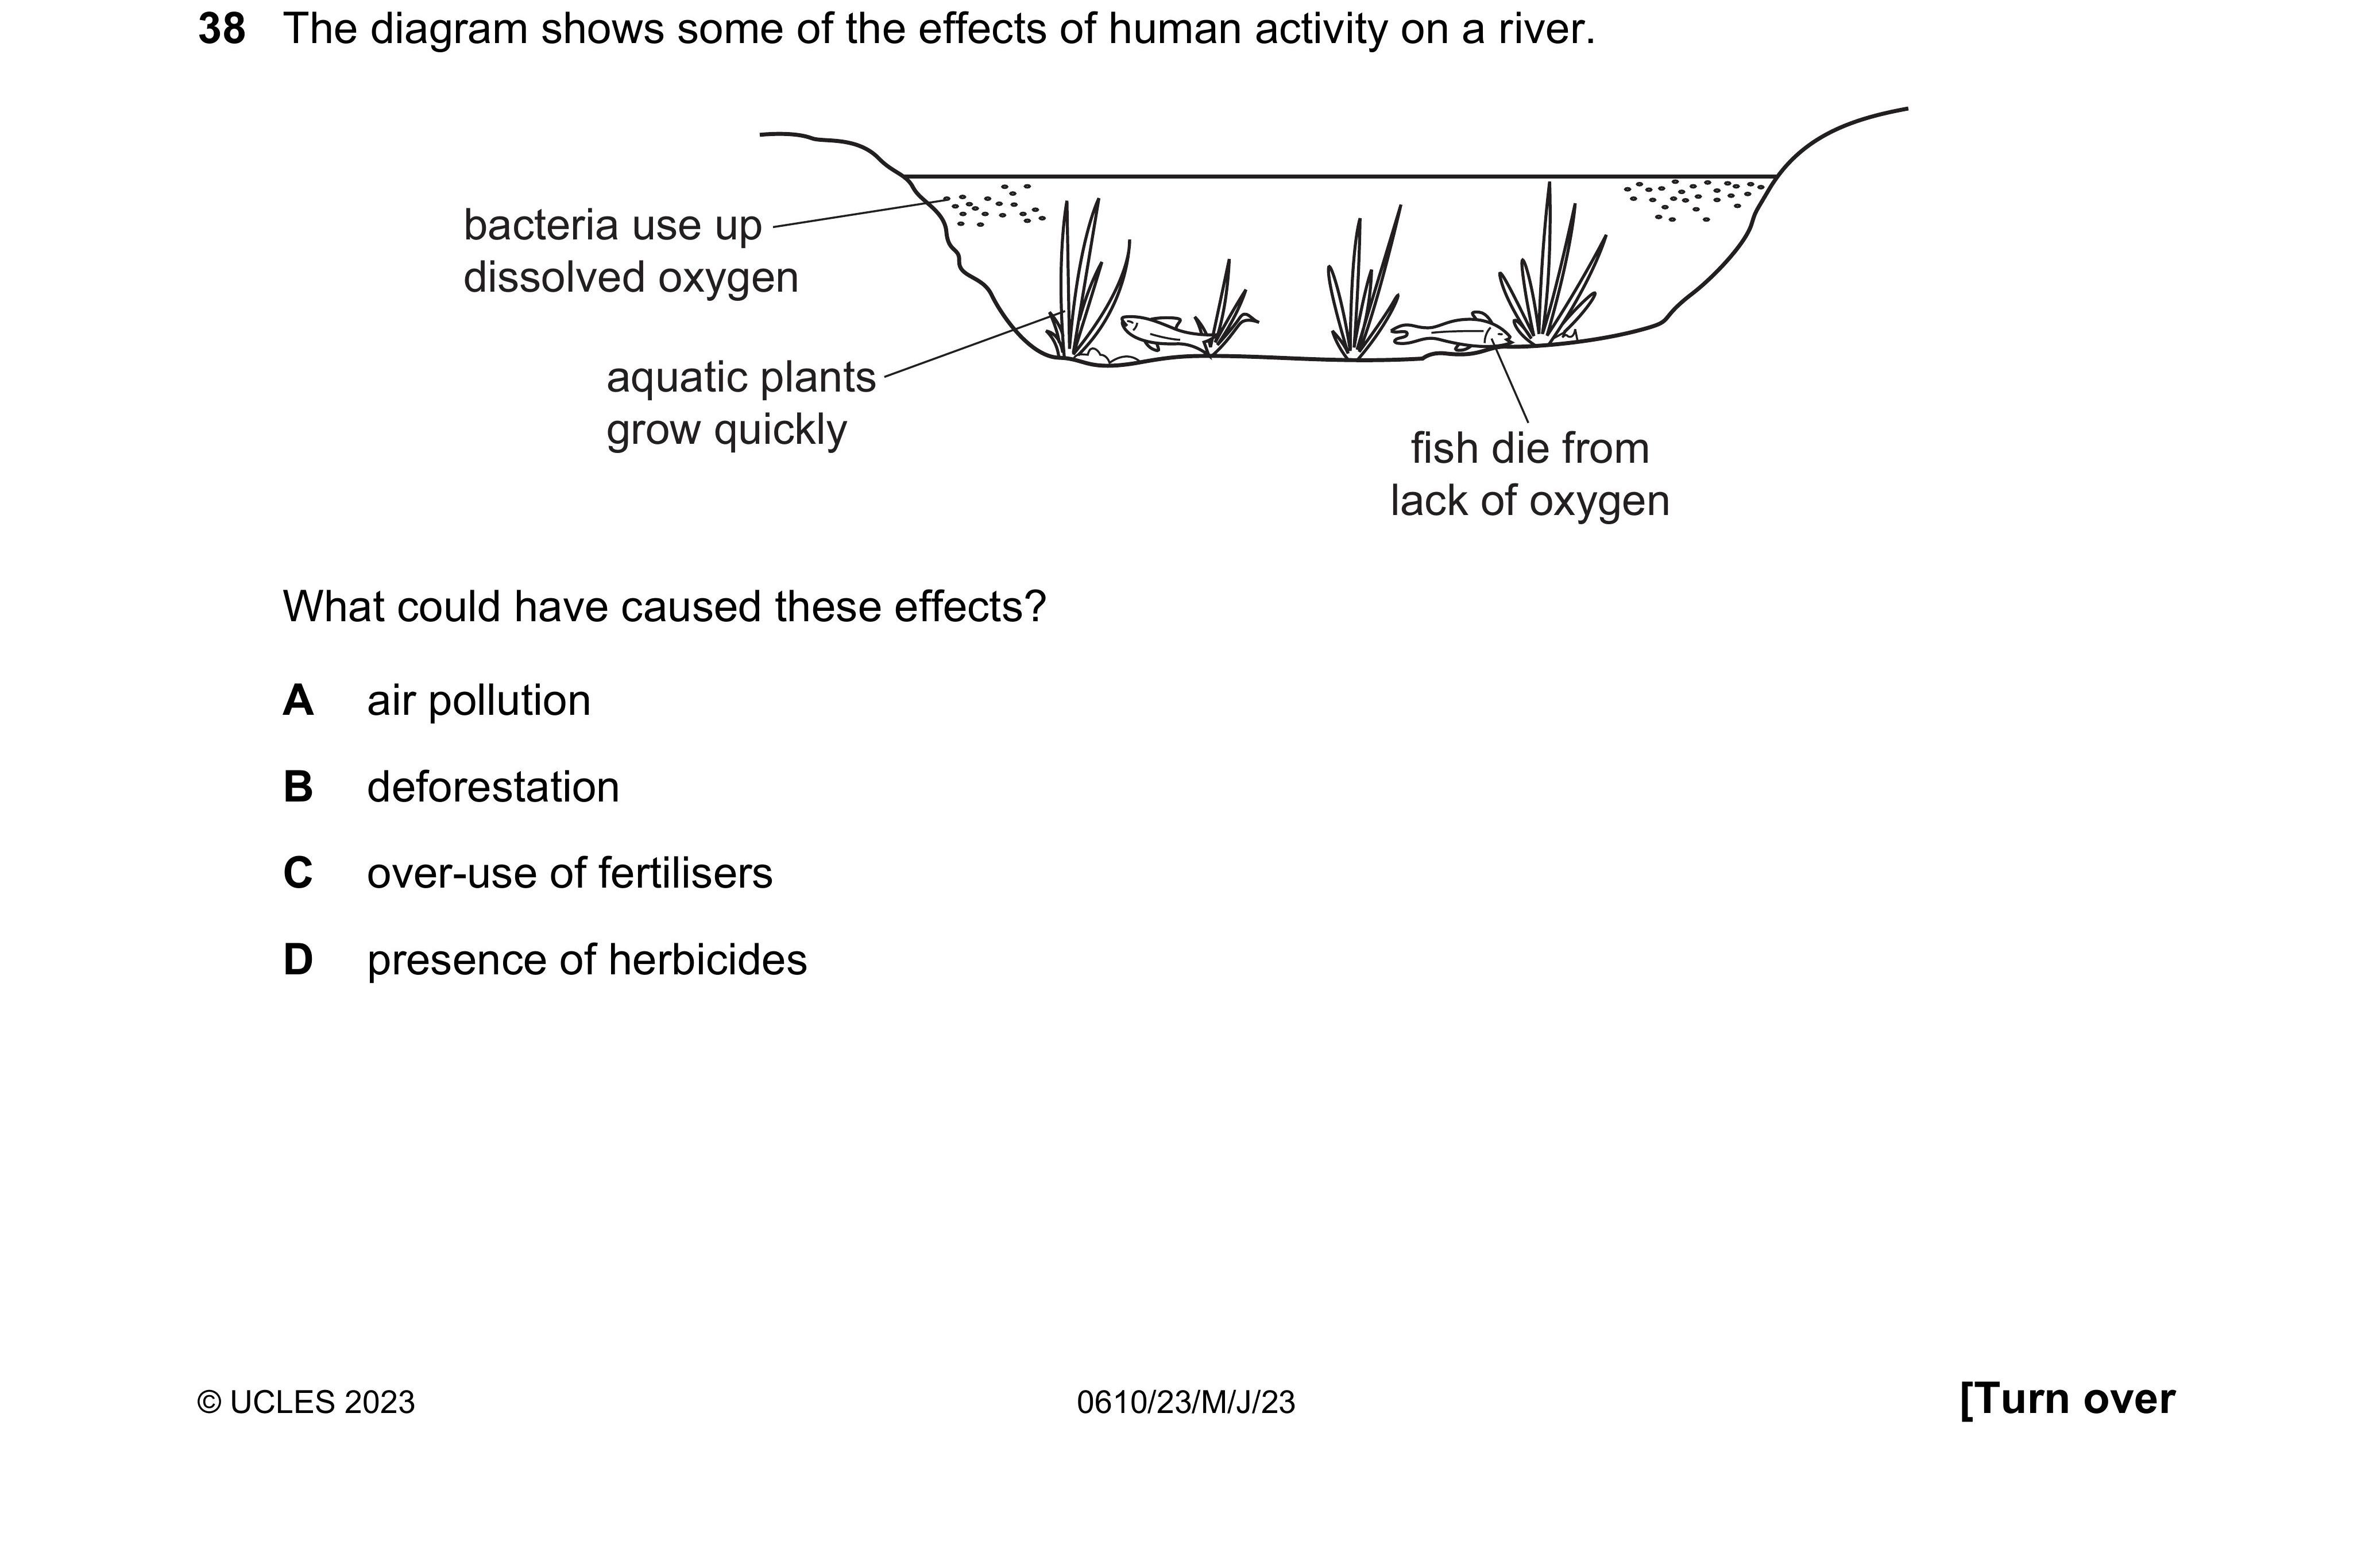 38 The diagram shows some of the effects of human activity on a river.
bacteria use up
dissolved oxygen
aquatic plants
grow quickly
fish die from
lack of oxygen
What could have caused these effects?
A air pollution
B deforestation
C over-use of fertilisers
D presence of herbicides
© UCLES 2023 0610/23/M/J/23 [Turn over